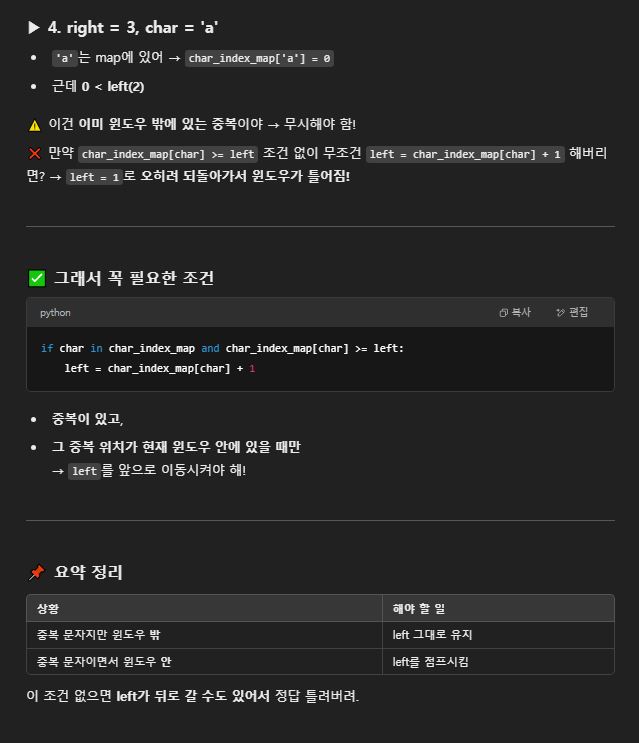 ▶ 4. right = 3, char = 'a'
• 'a'는 map에 있어 → char_index_map['a'] = 0
• 근데 0 < left(2)
⚠️ 이건 이미 윈도우 밖에 있는 중복이야 → 무시해야 함!
❌ 만약 char_index_map[char] >= left 조건 없이 무조건 left = char_index_map[char] + 1 해버리
면? → left = 1로 오히려 되돌아가서 윈도우가 틀어짐!
✅ 그래서 꼭 필요한 조건
python 복사 편집
if char in char_index_map and char_index_map[char] >= left:
    left = char_index_map[char] + 1
• 중복이 있고,
• 그 중복 위치가 현재 윈도우 안에 있을 때만
→ left를 앞으로 이동시켜야 해!
📌 요약 정리
상황 해야 할 일
중복 문자지만 윈도우 밖 left 그대로 유지
중복 문자이면서 윈도우 안 left를 점프시킴
이 조건 없으면 left가 뒤로 갈 수도 있어서 정답 틀려버려.